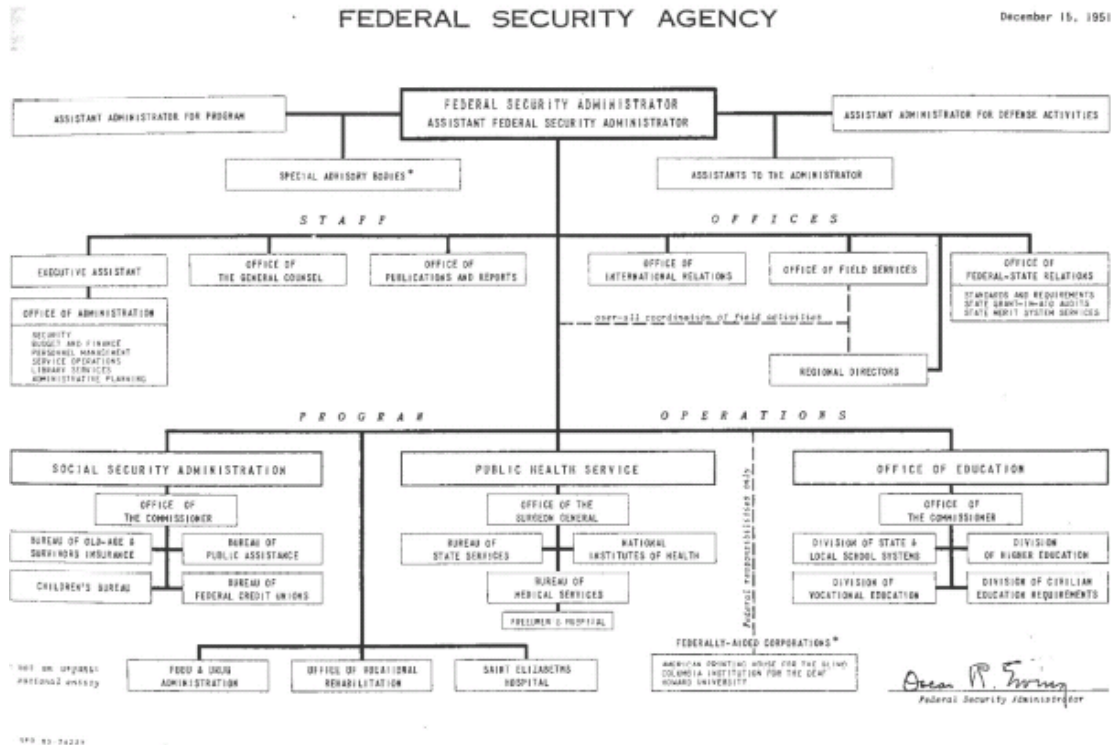 FEDERAL SECURITY AGENCY
December 15, 1951
FEDERAL SECURITY ADMINISTRATOR
ASSISTANT FEDERAL SECURITY ADMINISTRATOR
ASSISTANT ADMINISTRATOR FOR PROGRAM
ASSISTANT ADMINISTRATOR FOR DEFENSE ACTIVITIES
SPECIAL ADVISORY BODIES*
ASSISTANTS TO THE ADMINISTRATOR
STAFF OFFICES
EXECUTIVE ASSISTANT
OFFICE OF
THE GENERAL COUNSEL
OFFICE OF
PUBLICATIONS AND REPORTS
OFFICE OF
INTERNATIONAL RELATIONS
OFFICE OF FIELD SERVICES
OFFICE OF
FEDERAL-STATE RELATIONS
STANDARDS AND REQUIREMENTS
STATE GRANT-IN-AID AUDITS
STATE MERIT SYSTEM SERVICES
OFFICE OF ADMINISTRATION
SECURITY
BUDGET AND FINANCE
PERSONNEL MANAGEMENT
SERVICE OPERATIONS
LIBRARY SERVICES
ADMINISTRATIVE PLANNING
over-all coordination of field activities
REGIONAL DIRECTORS
PROGRAM OPERATIONS
SOCIAL SECURITY ADMINISTRATION
OFFICE OF
THE COMMISSIONER
BUREAU OF OLD-AGE &
SURVIVORS INSURANCE
BUREAU OF
PUBLIC ASSISTANCE
CHILDREN'S BUREAU
BUREAU OF
FEDERAL CREDIT UNIONS
PUBLIC HEALTH SERVICE
OFFICE OF THE
SURGEON GENERAL
BUREAU OF
STATE SERVICES
NATIONAL
INSTITUTES OF HEALTH
BUREAU OF
MEDICAL SERVICES
FREEDMEN'S HOSPITAL
OFFICE OF EDUCATION
OFFICE OF
THE COMMISSIONER
DIVISION OF STATE &
LOCAL SCHOOL SYSTEMS
DIVISION
OF HIGHER EDUCATION
DIVISION OF
VOCATIONAL EDUCATION
DIVISION OF CIVILIAN
EDUCATION REQUIREMENTS
Federal responsibilities only
FOOD & DRUG
ADMINISTRATION
OFFICE OF VOCATIONAL
REHABILITATION
SAINT ELIZABETHS
HOSPITAL
FEDERALLY-AIDED CORPORATIONS*
AMERICAN PRINTING HOUSE FOR THE BLIND
COLUMBIA INSTITUTION FOR THE DEAF
HOWARD UNIVERSITY
* not an organi-
zational entity
Oscar R. Ewing
Federal Security Administrator